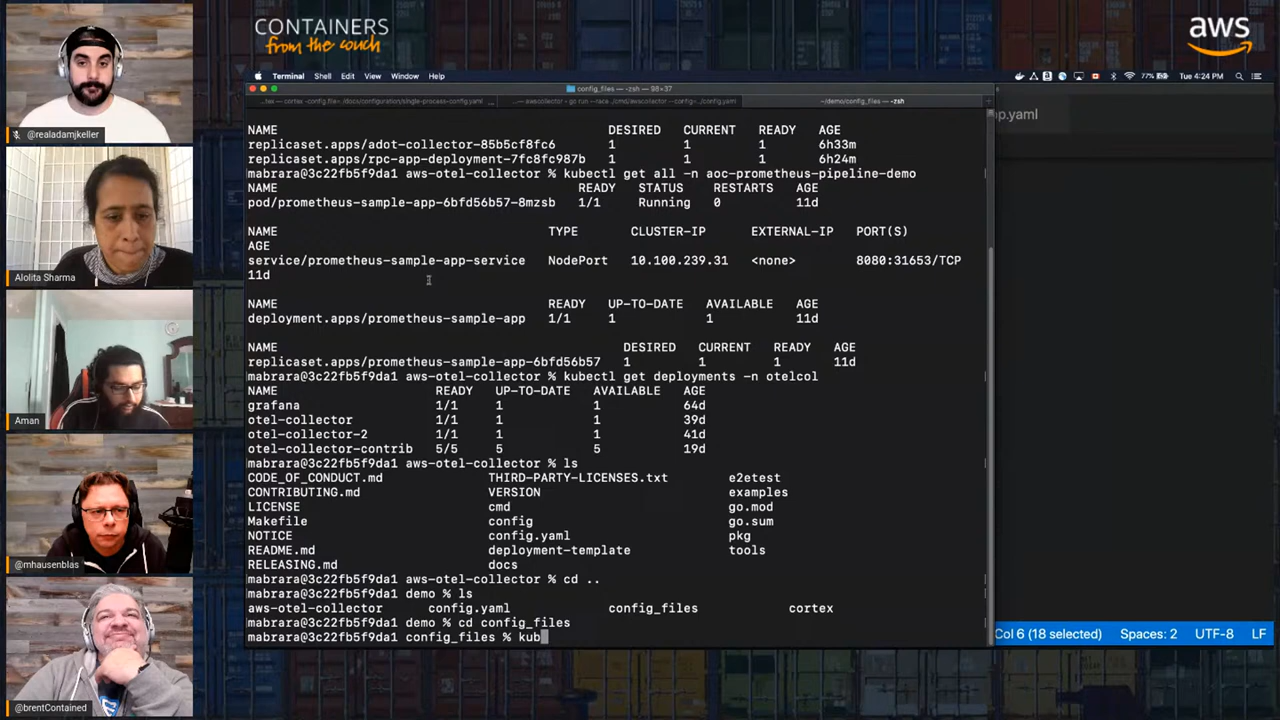 CONTAINERS
from the couch
aws
Terminal Shell Edit View Window Help
77%
Tue 4:24 PM
config_files — -zsh — 98×37
~/demo/config_files — -zsh
+
p.yaml
NAME DESIRED CURRENT READY AGE
replicaset.apps/adot-collector-85b5cf8fc6 1 1 1 6h33m
replicaset.apps/rpc-app-deployment-7fc8fc987b 1 1 1 6h24m
mabrara@3c22fb5f9da1 aws-otel-collector % kubectl get all -n aoc-prometheus-pipeline-demo
NAME READY STATUS RESTARTS AGE
pod/prometheus-sample-app-6bfd56b57-8mzsb 1/1 Running 0 11d
NAME TYPE CLUSTER-IP EXTERNAL-IP PORT(S)
AGE
service/prometheus-sample-app-service NodePort 10.100.239.31 <none> 8080:31653/TCP
11d
NAME READY UP-TO-DATE AVAILABLE AGE
deployment.apps/prometheus-sample-app 1/1 1 1 11d
NAME DESIRED CURRENT READY AGE
replicaset.apps/prometheus-sample-app-6bfd56b57 1 1 1 11d
mabrara@3c22fb5f9da1 aws-otel-collector % kubectl get deployments -n otelcol
NAME READY UP-TO-DATE AVAILABLE AGE
grafana 1/1 1 1 64d
otel-collector 1/1 1 1 39d
otel-collector-2 1/1 1 1 41d
otel-collector-contrib 5/5 5 5 19d
mabrara@3c22fb5f9da1 aws-otel-collector % ls
CODE_OF_CONDUCT.md THIRD-PARTY-LICENSES.txt e2etest
CONTRIBUTING.md VERSION examples
LICENSE cmd go.mod
Makefile config go.sum
NOTICE config.yaml pkg
README.md deployment-template tools
RELEASING.md docs
mabrara@3c22fb5f9da1 aws-otel-collector % cd ..
mabrara@3c22fb5f9da1 demo % ls
aws-otel-collector config.yaml config_files cortex
mabrara@3c22fb5f9da1 demo % cd config_files
mabrara@3c22fb5f9da1 config_files % kub
Col 6 (18 selected) Spaces: 2 UTF-8 LF
@realadamjkeller
Alolita Sharma
Aman
@mhausenblas
@brentContained